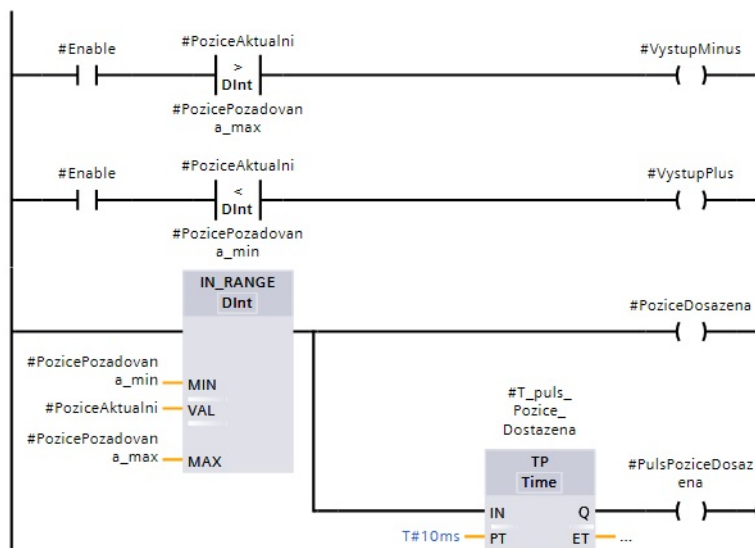 #Enable
#PoziceAktualni
>
DInt
#PozicePozadovan
a_max
#VystupMinus
#Enable
#PoziceAktualni
<
DInt
#PozicePozadovan
a_min
#VystupPlus
IN_RANGE
DInt
#PoziceDosazena
#PozicePozadovan
a_min
MIN
#PoziceAktualni
VAL
#PozicePozadovan
a_max
MAX
#T_puls_
Pozice_
Dostazena
TP
Time
#PulsPoziceDosaz
ena
IN Q
T#10ms PT ET ...